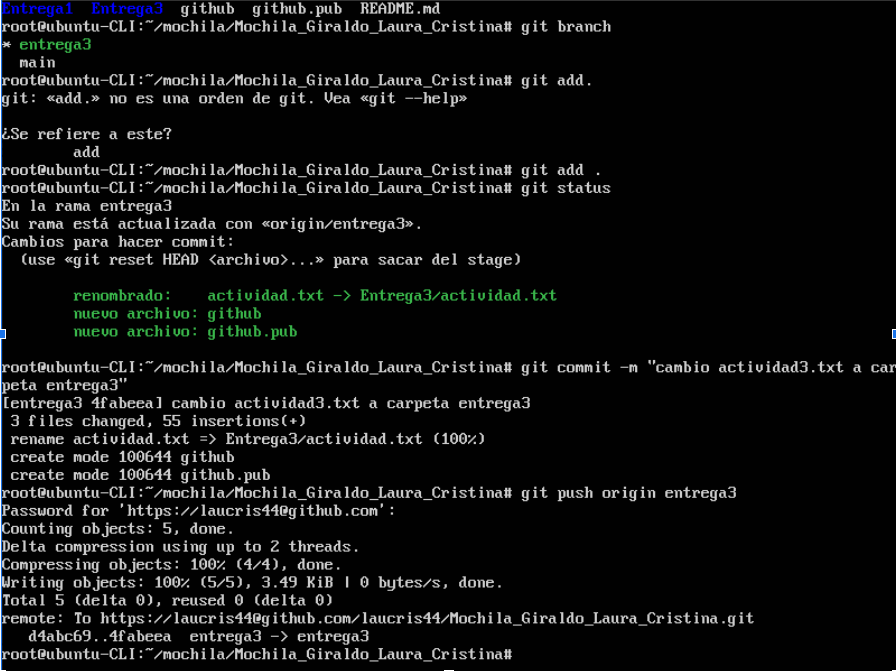 Entrega1  Entrega3  github  github.pub  README.md
root@ubuntu-CLI:~/mochila/Mochila_Giraldo_Laura_Cristina# git branch
* entrega3
  main
root@ubuntu-CLI:~/mochila/Mochila_Giraldo_Laura_Cristina# git add.
git: «add.» no es una orden de git. Vea «git --help»

¿Se refiere a este?
        add
root@ubuntu-CLI:~/mochila/Mochila_Giraldo_Laura_Cristina# git add .
root@ubuntu-CLI:~/mochila/Mochila_Giraldo_Laura_Cristina# git status
En la rama entrega3
Su rama está actualizada con «origin/entrega3».
Cambios para hacer commit:
  (use «git reset HEAD <archivo>...» para sacar del stage)

        renombrado:    actividad.txt -> Entrega3/actividad.txt
        nuevo archivo: github
        nuevo archivo: github.pub

root@ubuntu-CLI:~/mochila/Mochila_Giraldo_Laura_Cristina# git commit -m "cambio actividad3.txt a car
peta entrega3"
[entrega3 4fabeea] cambio actividad3.txt a carpeta entrega3
 3 files changed, 55 insertions(+)
 rename actividad.txt => Entrega3/actividad.txt (100%)
 create mode 100644 github
 create mode 100644 github.pub
root@ubuntu-CLI:~/mochila/Mochila_Giraldo_Laura_Cristina# git push origin entrega3
Password for 'https://laucris44@github.com':
Counting objects: 5, done.
Delta compression using up to 2 threads.
Compressing objects: 100% (4/4), done.
Writing objects: 100% (5/5), 3.49 KiB | 0 bytes/s, done.
Total 5 (delta 0), reused 0 (delta 0)
remote: To https://laucris44@github.com/laucris44/Mochila_Giraldo_Laura_Cristina.git
   d4abc69..4fabeea  entrega3 -> entrega3
root@ubuntu-CLI:~/mochila/Mochila_Giraldo_Laura_Cristina#